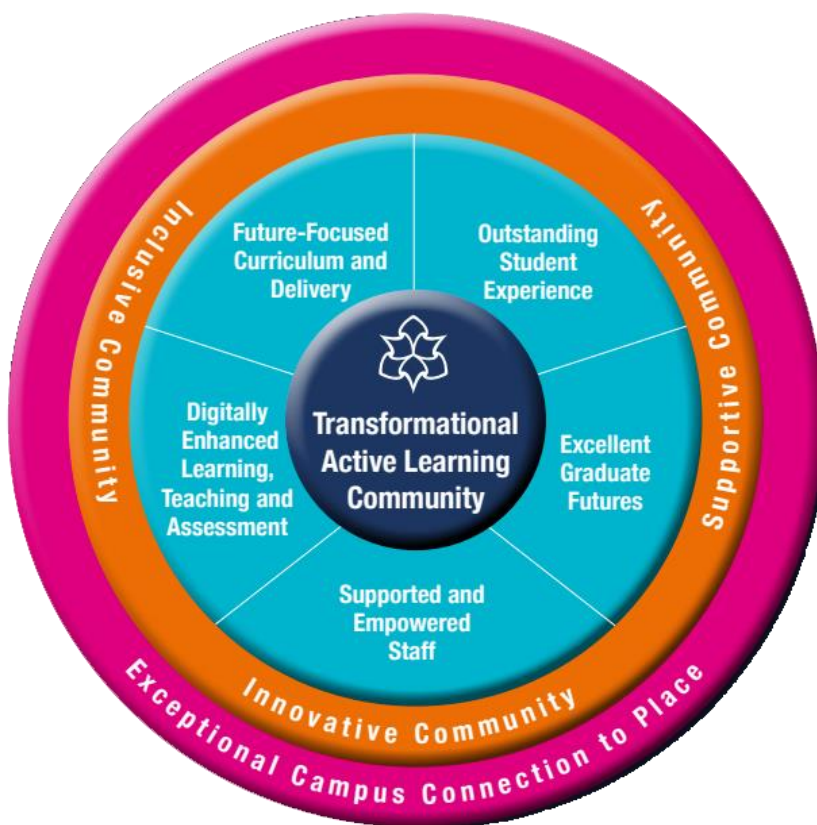 Transformational
Active Learning
Community
Future-Focused
Curriculum and
Delivery
Outstanding
Student
Experience
Excellent
Graduate
Futures
Supported and
Empowered
Staff
Digitally
Enhanced
Learning,
Teaching and
Assessment
Inclusive Community
Supportive Community
Innovative Community
Exceptional Campus Connection to Place